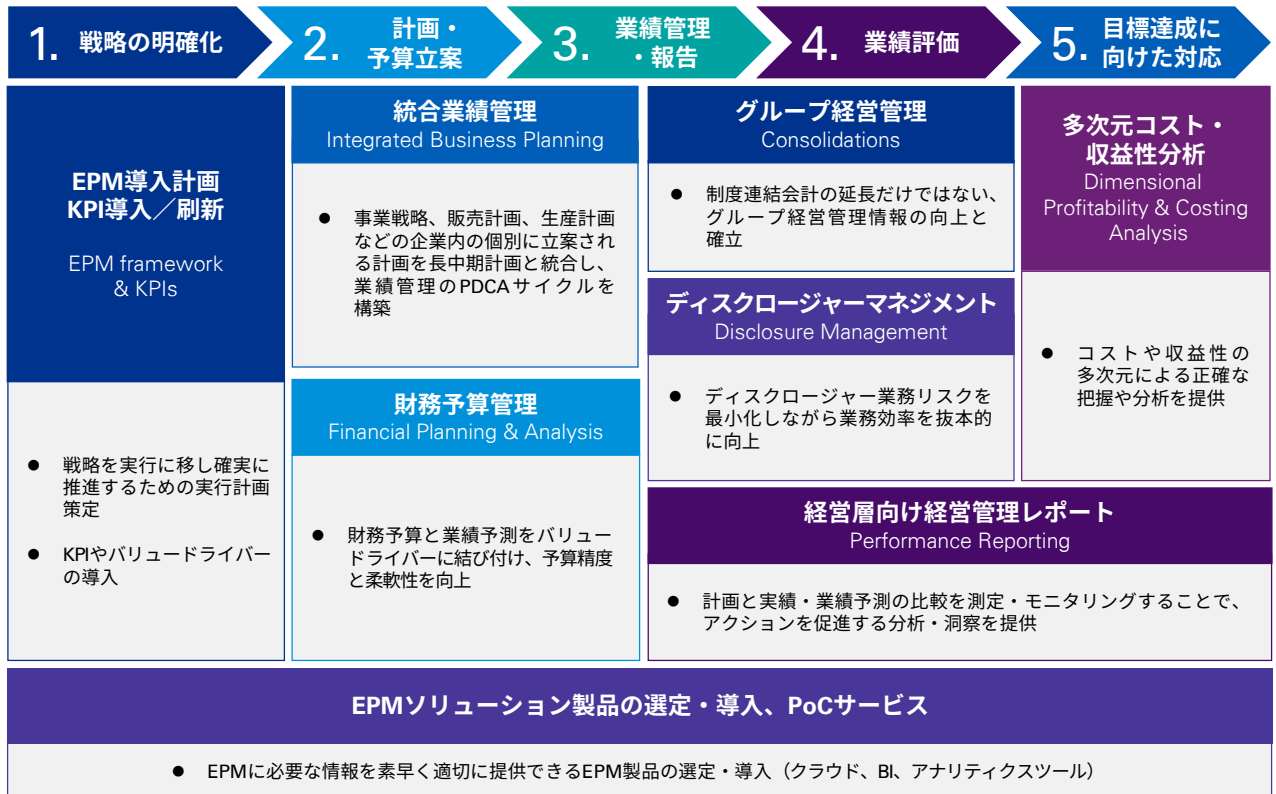 1. 戦略の明確化
2. 計画・
予算立案
3. 業績管理
・報告
4. 業績評価
5. 目標達成に
向けた対応
EPM導入計画
KPI導入／刷新
EPM framework
& KPIs
● 戦略を実行に移し確実に
推進するための実行計画
策定
● KPIやバリュードライバー
の導入
統合業績管理
Integrated Business Planning
● 事業戦略、販売計画、生産計画
などの企業内の個別に立案され
る計画を長中期計画と統合し、
業績管理のPDCAサイクルを
構築
財務予算管理
Financial Planning & Analysis
● 財務予算と業績予測をバリュー
ドライバーに結び付け、予算精度
と柔軟性を向上
グループ経営管理
Consolidations
● 制度連結会計の延長だけではない、
グループ経営管理情報の向上と
確立
ディスクロージャーマネジメント
Disclosure Management
● ディスクロージャー業務リスクを
最小化しながら業務効率を抜本的
に向上
多次元コスト・
収益性分析
Dimensional
Profitability & Costing
Analysis
● コストや収益性の
多次元による正確な
把握や分析を提供
経営層向け経営管理レポート
Performance Reporting
● 計画と実績・業績予測の比較を測定・モニタリングすることで、
アクションを促進する分析・洞察を提供
EPMソリューション製品の選定・導入、PoCサービス
● EPMに必要な情報を素早く適切に提供できるEPM製品の選定・導入（クラウド、BI、アナリティクスツール）